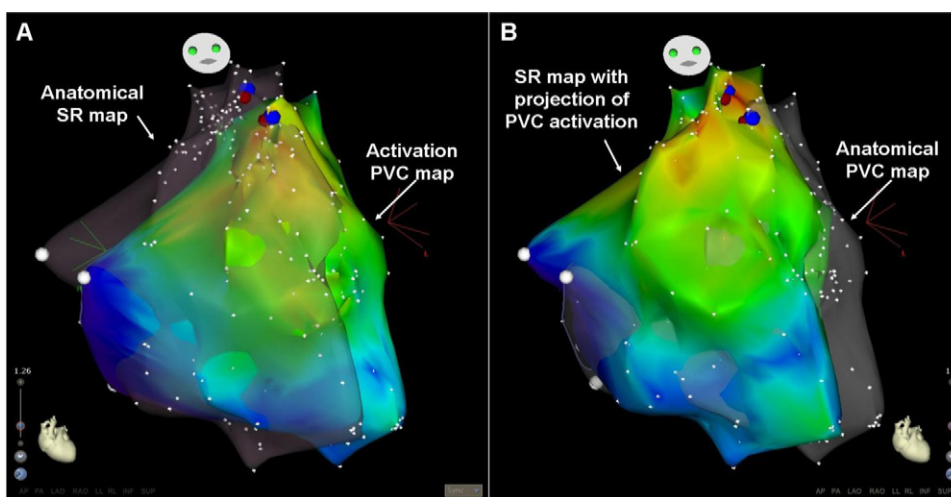 A
Anatomical
SR map
Activation
PVC map
1.26
AP PA LAO RAO LL RL INF SUP
B
SR map with
projection of
PVC activation
Anatomical
PVC map
AP PA LAO RAO LL RL INF SUP